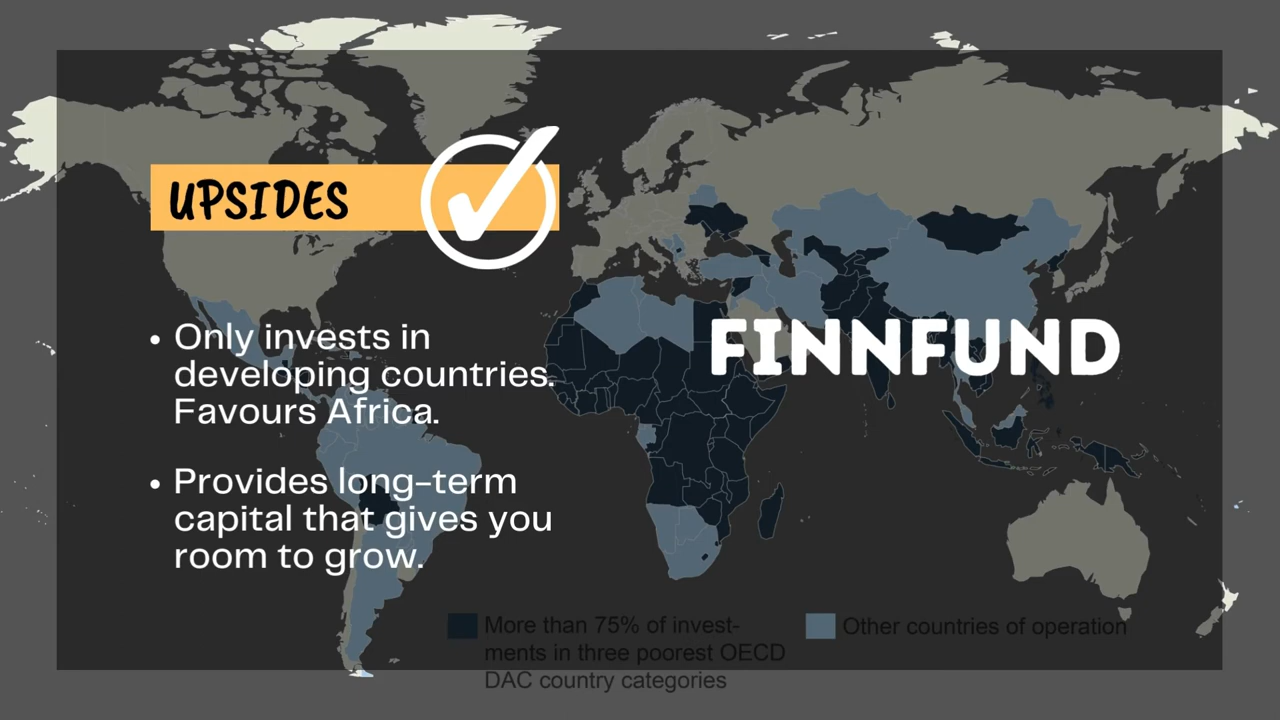 UPSIDES
• Only invests in
developing countries.
Favours Africa.
• Provides long-term
capital that gives you
room to grow.
FINNFUND
More than 75% of invest-
ments in three poorest OECD
DAC country categories
Other countries of operation